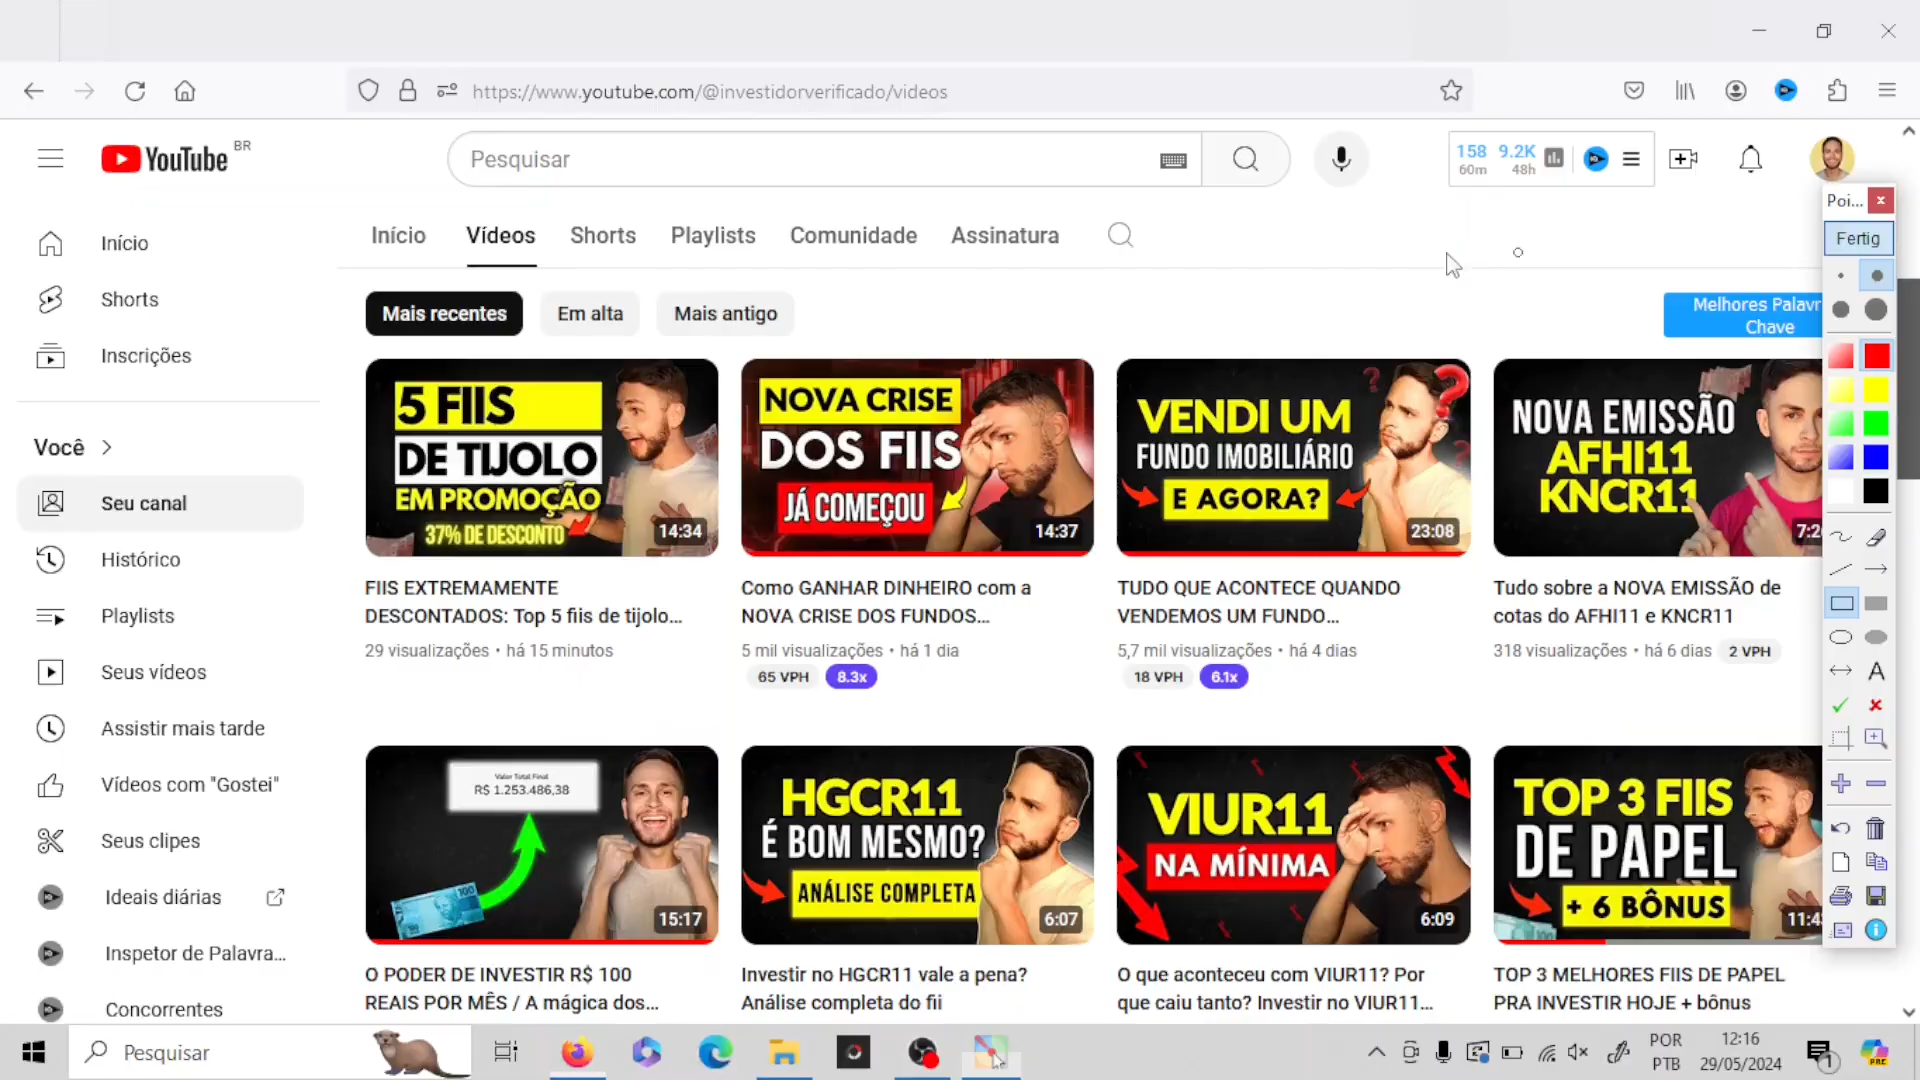 https://www.youtube.com/@investidorverificado/videos
YouTube BR
Pesquisar
158 9.2K
60m 48h
Poi...
Fertig
Início
Shorts
Inscrições
Você
Seu canal
Histórico
Playlists
Seus vídeos
Assistir mais tarde
Vídeos com "Gostei"
Seus clipes
Ideais diárias
Inspetor de Palavra...
Concorrentes
Início Vídeos Shorts Playlists Comunidade Assinatura
Mais recentes Em alta Mais antigo
Melhores Palavr
Chave
5 FIIS
DE TIJOLO
EM PROMOÇÃO
37% DE DESCONTO
14:34
FIIS EXTREMAMENTE
DESCONTADOS: Top 5 fiis de tijolo...
29 visualizações • há 15 minutos
NOVA CRISE
DOS FIIS
JÁ COMEÇOU
14:37
Como GANHAR DINHEIRO com a
NOVA CRISE DOS FUNDOS...
5 mil visualizações • há 1 dia
65 VPH 8.3x
VENDI UM
FUNDO IMOBILIÁRIO
E AGORA?
23:08
TUDO QUE ACONTECE QUANDO
VENDEMOS UM FUNDO...
5,7 mil visualizações • há 4 dias
18 VPH 6.1x
NOVA EMISSÃO
AFHI11
KNCR11
7:2
Tudo sobre a NOVA EMISSÃO de
cotas do AFHI11 e KNCR11
318 visualizações • há 6 dias 2 VPH
Valor Total Final
R$ 1.253.486,38
100
15:17
O PODER DE INVESTIR R$ 100
REAIS POR MÊS / A mágica dos...
HGCR11
É BOM MESMO?
ANÁLISE COMPLETA
6:07
Investir no HGCR11 vale a pena?
Análise completa do fii
VIUR11
NA MÍNIMA
6:09
O que aconteceu com VIUR11? Por
que caiu tanto? Investir no VIUR11...
TOP 3 FIIS
DE PAPEL
+ 6 BÔNUS
11:4
TOP 3 MELHORES FIIS DE PAPEL
PRA INVESTIR HOJE + bônus
A
Pesquisar
POR
PTB
12:16
29/05/2024
1
PRE